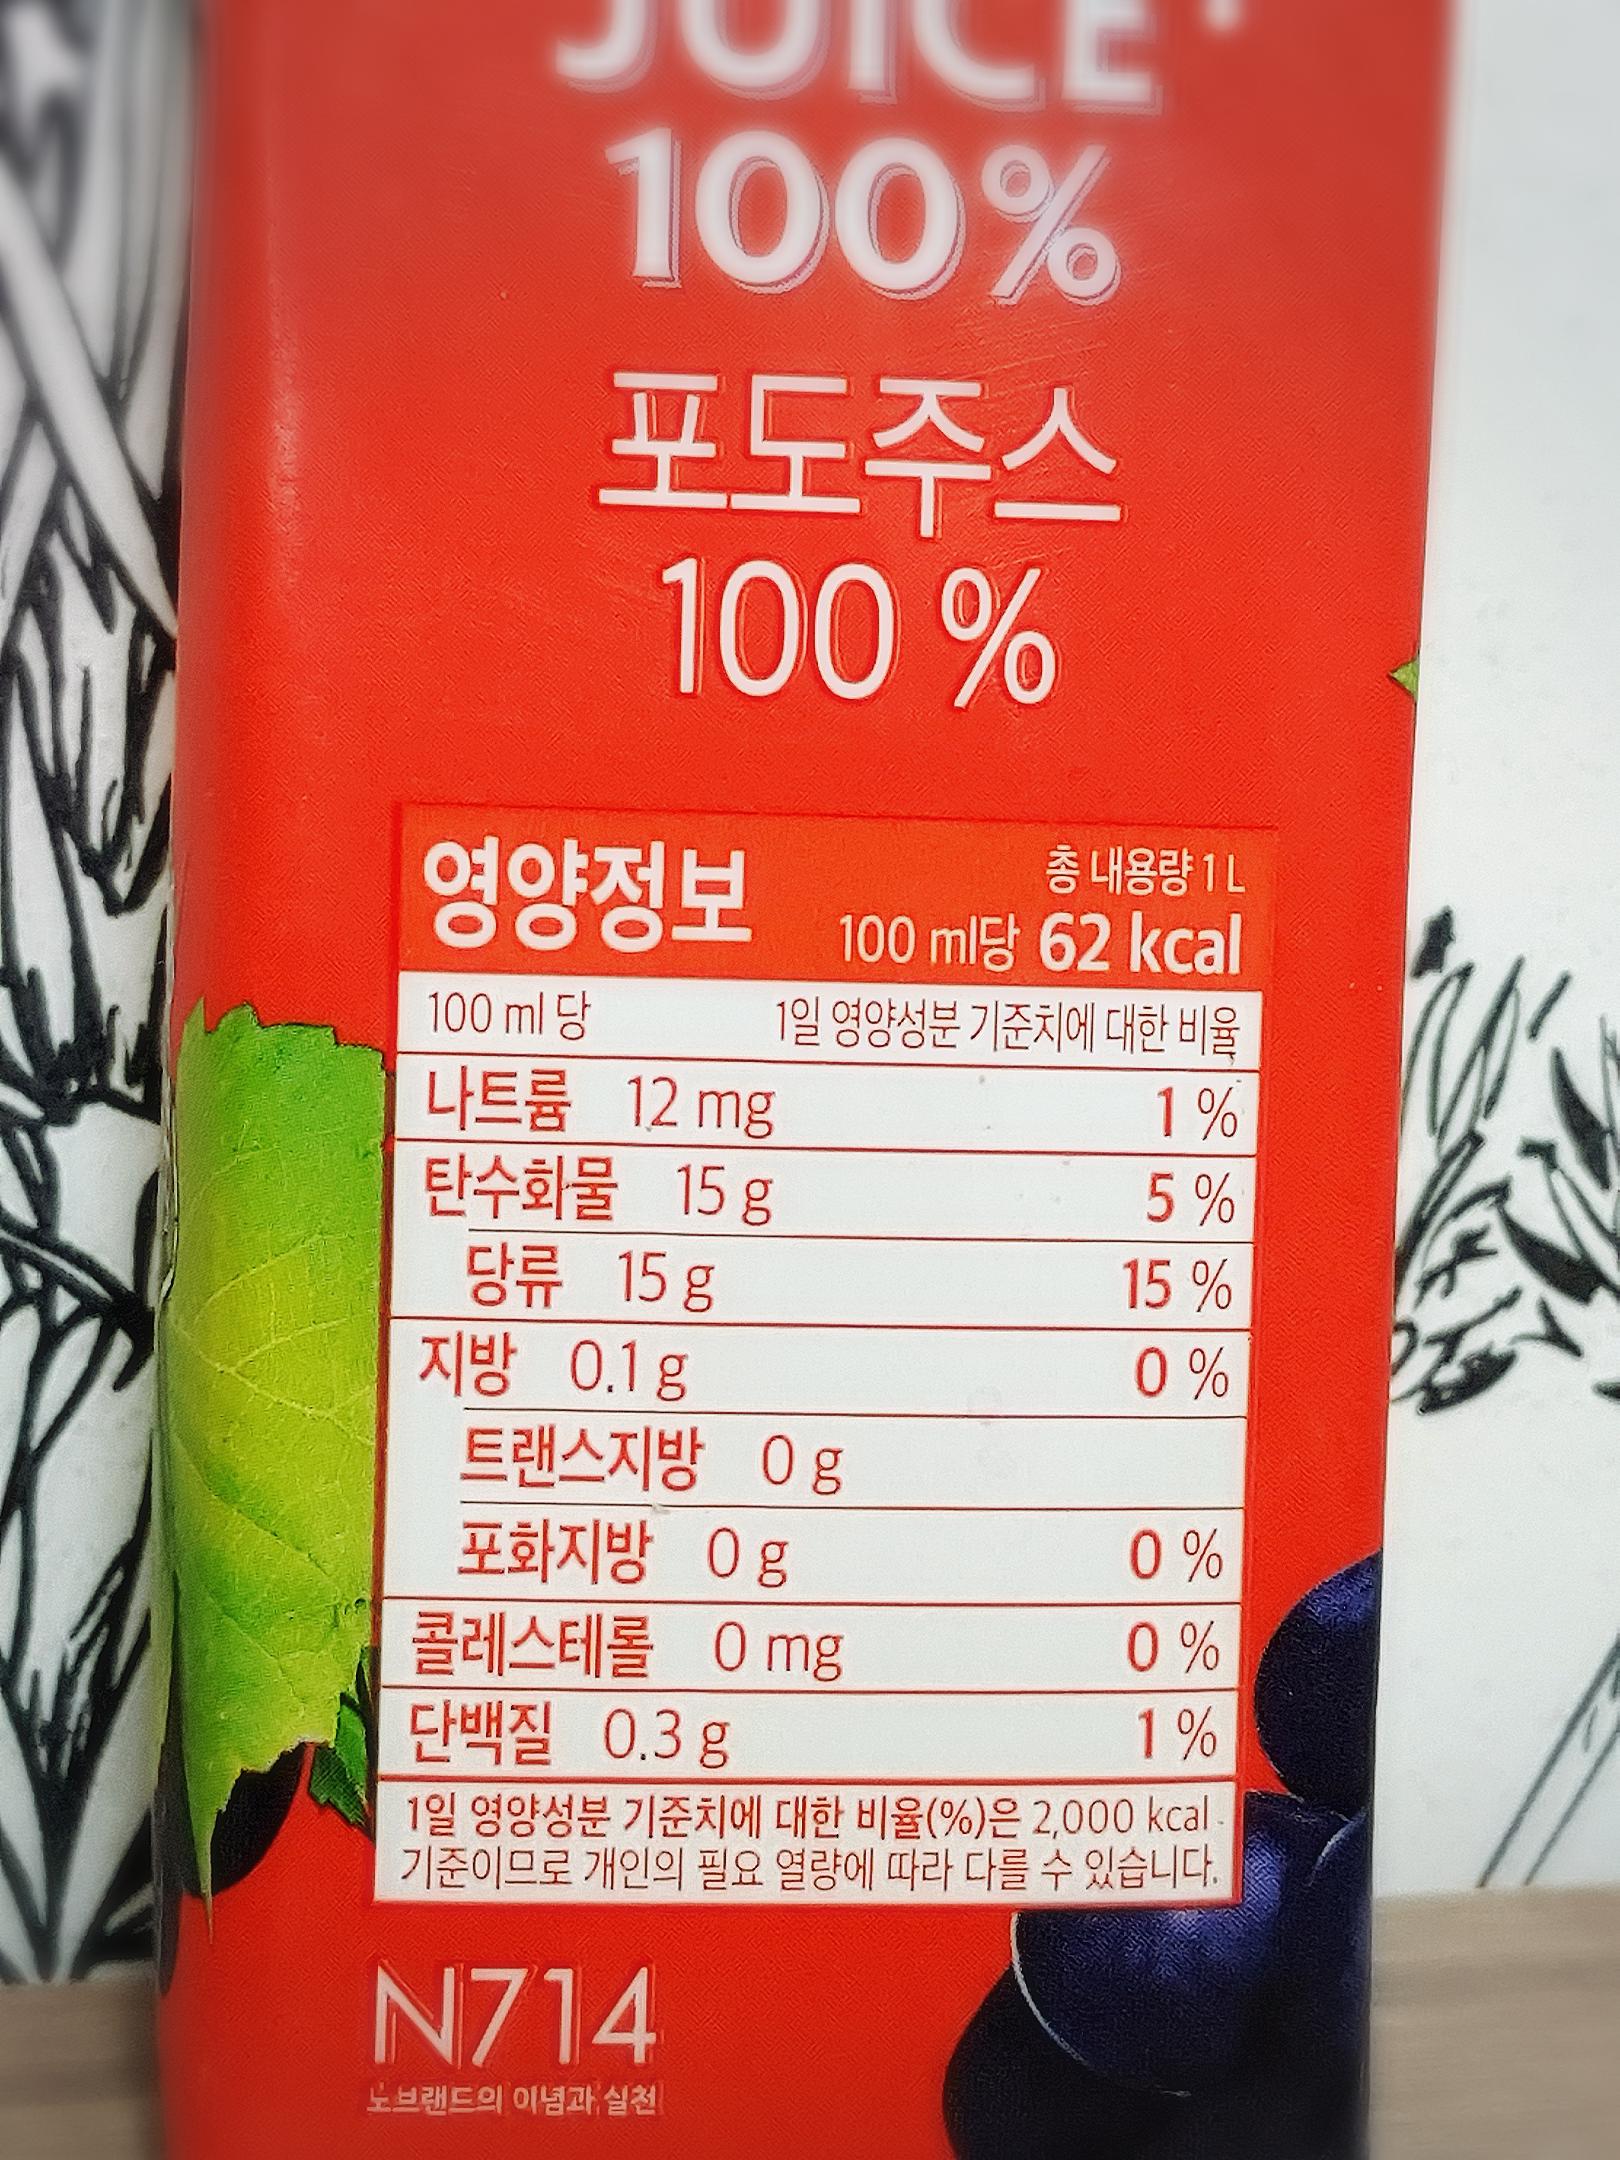 JUICE
100%
포도주스
100 %
영양정보
총 내용량 1 L
100 ml당 62 kcal
100 ml 당 1일 영양성분 기준치에 대한 비율
나트륨 12 mg 1 %
탄수화물 15 g 5 %
당류 15 g 15 %
지방 0.1 g 0 %
트랜스지방 0 g
포화지방 0 g 0 %
콜레스테롤 0 mg 0 %
단백질 0.3 g 1 %
1일 영양성분 기준치에 대한 비율(%)은 2,000 kcal
기준이므로 개인의 필요 열량에 따라 다를 수 있습니다.
N714
노브랜드의 이념과 실천